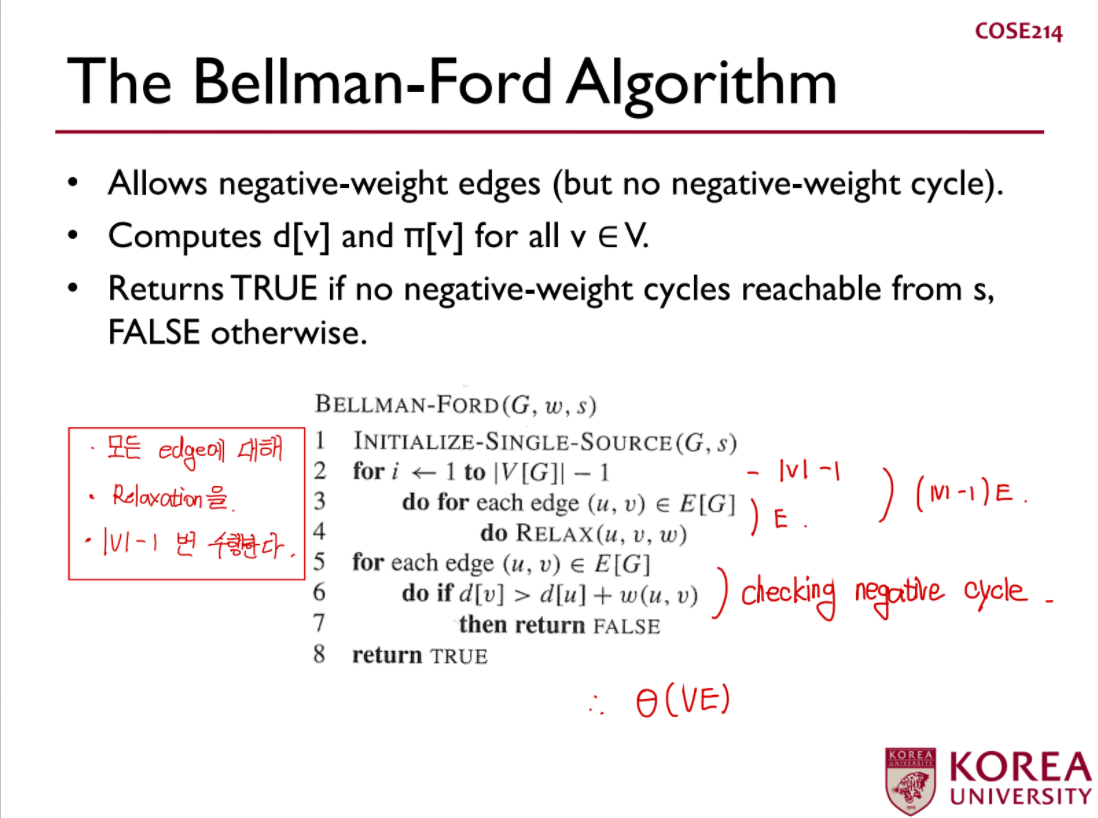 COSE214
The Bellman-Ford Algorithm
• Allows negative-weight edges (but no negative-weight cycle).
• Computes d[v] and π[v] for all v ∈ V.
• Returns TRUE if no negative-weight cycles reachable from s,
FALSE otherwise.
BELLMAN-FORD(G, w, s)
1 INITIALIZE-SINGLE-SOURCE(G, s)
2 for i ← 1 to |V[G]| − 1
3 do for each edge (u, v) ∈ E[G]
4 do RELAX(u, v, w)
5 for each edge (u, v) ∈ E[G]
6 do if d[v] > d[u] + w(u, v)
7 then return FALSE
8 return TRUE
· 모든 edge에 대해
· Relaxation을.
· |V|-1 번 수행한다.
- |V|-1
) E.
) (|V|-1)E.
) checking negative cycle -
∴ θ(VE)
KOREA
UNIVERSITY
KOREA
UNIVERSITY